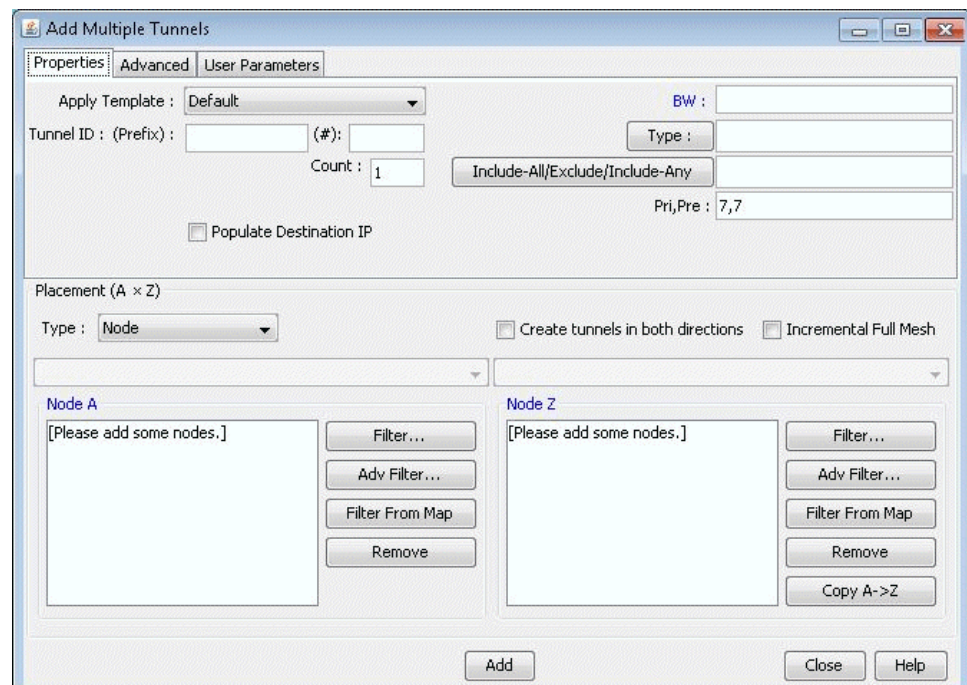 Add Multiple Tunnels
Properties Advanced User Parameters
Apply Template : Default BW :
Tunnel ID : (Prefix) : (#): Type :
Count : 1 Include-All/Exclude/Include-Any
Pri,Pre : 7,7
Populate Destination IP
Placement (A × Z)
Type : Node Create tunnels in both directions Incremental Full Mesh
Node A Node Z
[Please add some nodes.] Filter... [Please add some nodes.] Filter...
Adv Filter... Adv Filter...
Filter From Map Filter From Map
Remove Remove
Copy A->Z
Add Close Help